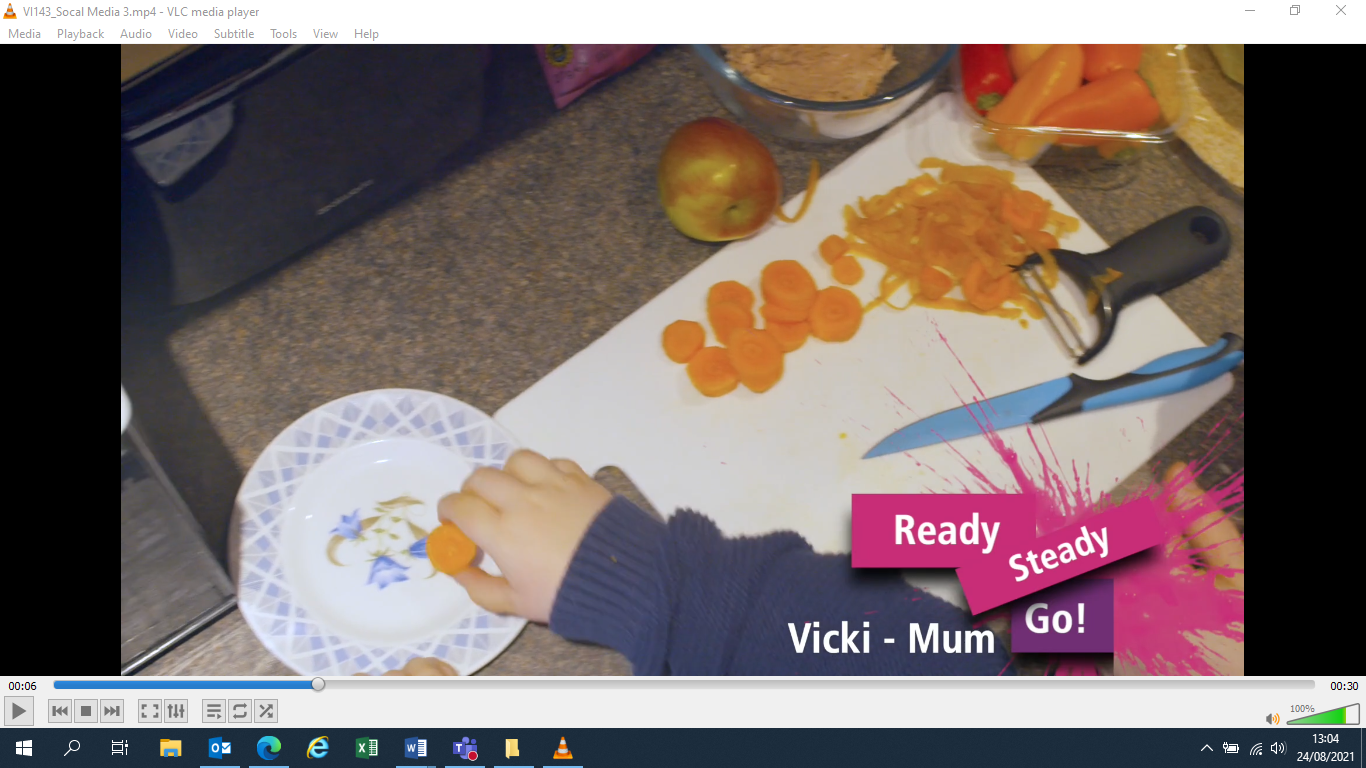 VI143_Socal Media 3.mp4 - VLC media player
Media Playback Audio Video Subtitle Tools View Help
Ready
Steady
Go!
Vicki - Mum
00:06
00:30
100%
13:04
24/08/2021